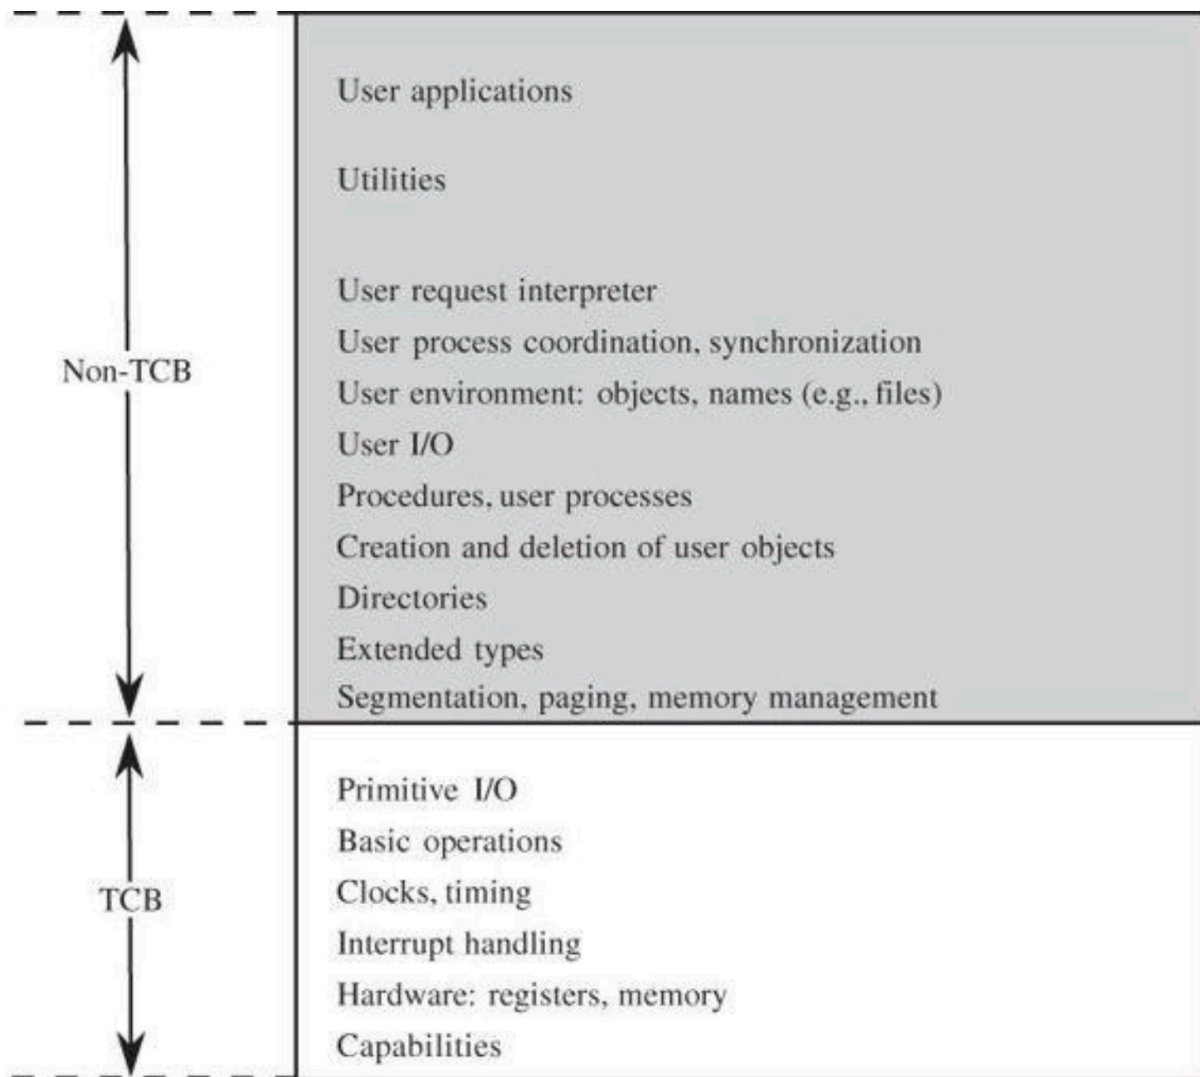 User applications
Utilities
User request interpreter
User process coordination, synchronization
Non-TCB
User environment: objects, names (e.g., files)
User I/O
Procedures, user processes
Creation and deletion of user objects
Directories
Extended types
Segmentation, paging, memory management
Primitive I/O
Basic operations
Clocks, timing
TCB
Interrupt handling
Hardware: registers, memory
Capabilities